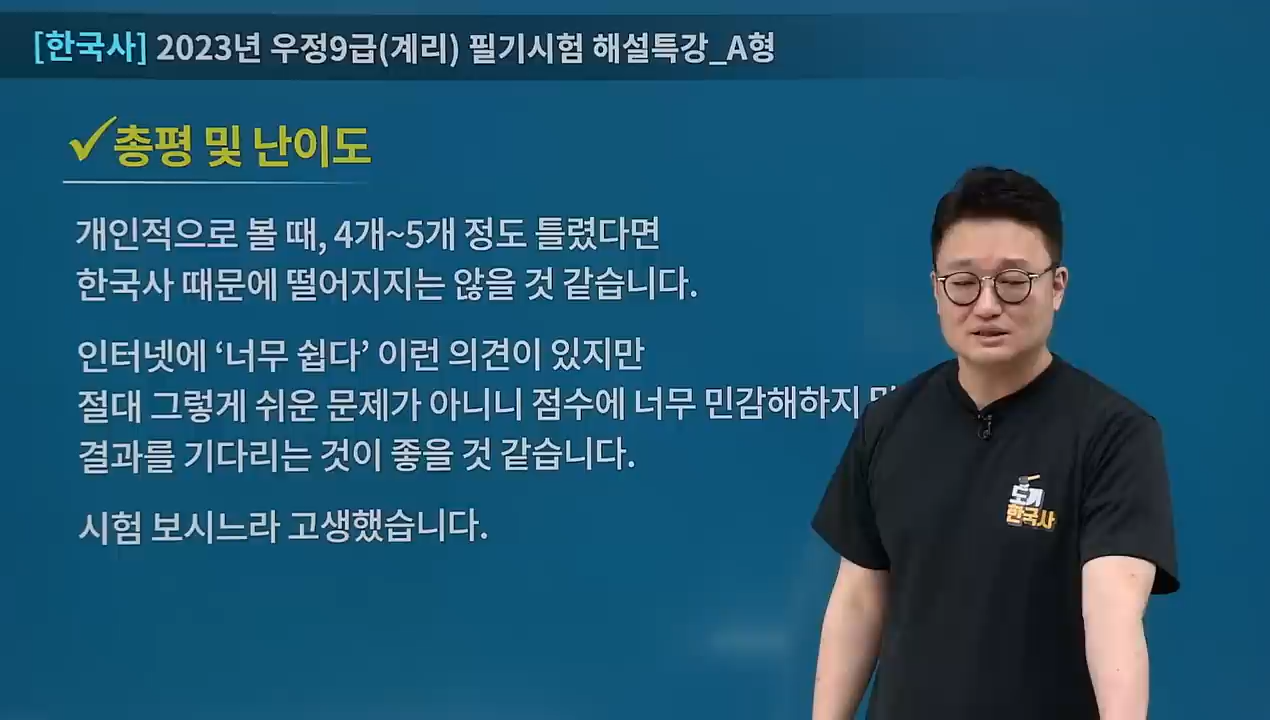 [한국사] 2023년 우정9급(계리) 필기시험 해설특강_A형
총평 및 난이도
개인적으로 볼 때, 4개~5개 정도 틀렸다면
한국사 때문에 떨어지지는 않을 것 같습니다.
인터넷에 ‘너무 쉽다’ 이런 의견이 있지만
절대 그렇게 쉬운 문제가 아니니 점수에 너무 민감해하지
결과를 기다리는 것이 좋을 것 같습니다.
시험 보시느라 고생했습니다.
도끼
한국사